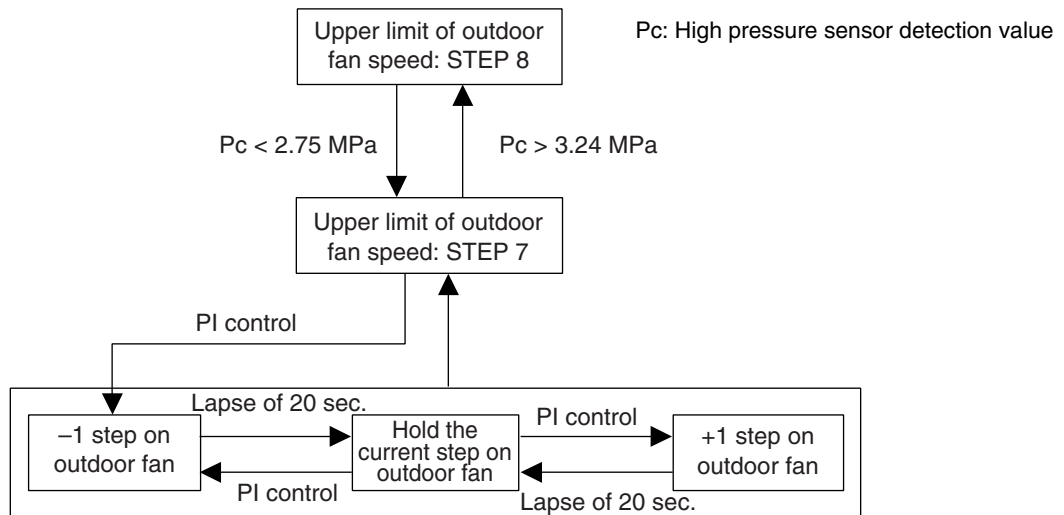 Upper limit of outdoor
fan speed: STEP 8
Pc: High pressure sensor detection value
Pc < 2.75 MPa
Pc > 3.24 MPa
Upper limit of outdoor
fan speed: STEP 7
PI control
Lapse of 20 sec.
–1 step on
outdoor fan
Hold the
current step on
outdoor fan
PI control
+1 step on
outdoor fan
PI control
Lapse of 20 sec.